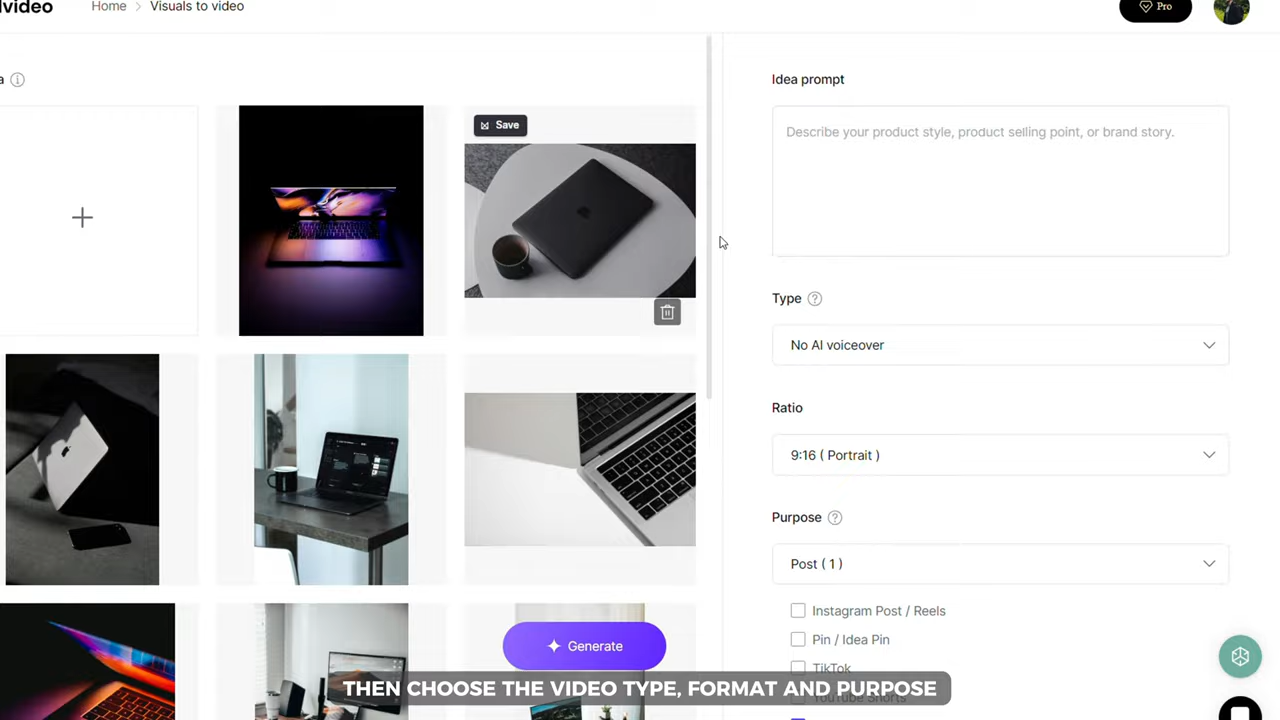 video
Home > Visuals to video
Pro
a
Idea prompt
Save
Describe your product style, product selling point, or brand story.
Type
No AI voiceover
Ratio
9:16 ( Portrait )
Purpose
Post ( 1 )
Instagram Post / Reels
Pin / Idea Pin
Generate
TikTok
THEN CHOOSE THE VIDEO TYPE, FORMAT AND PURPOSE
YouTube Shorts